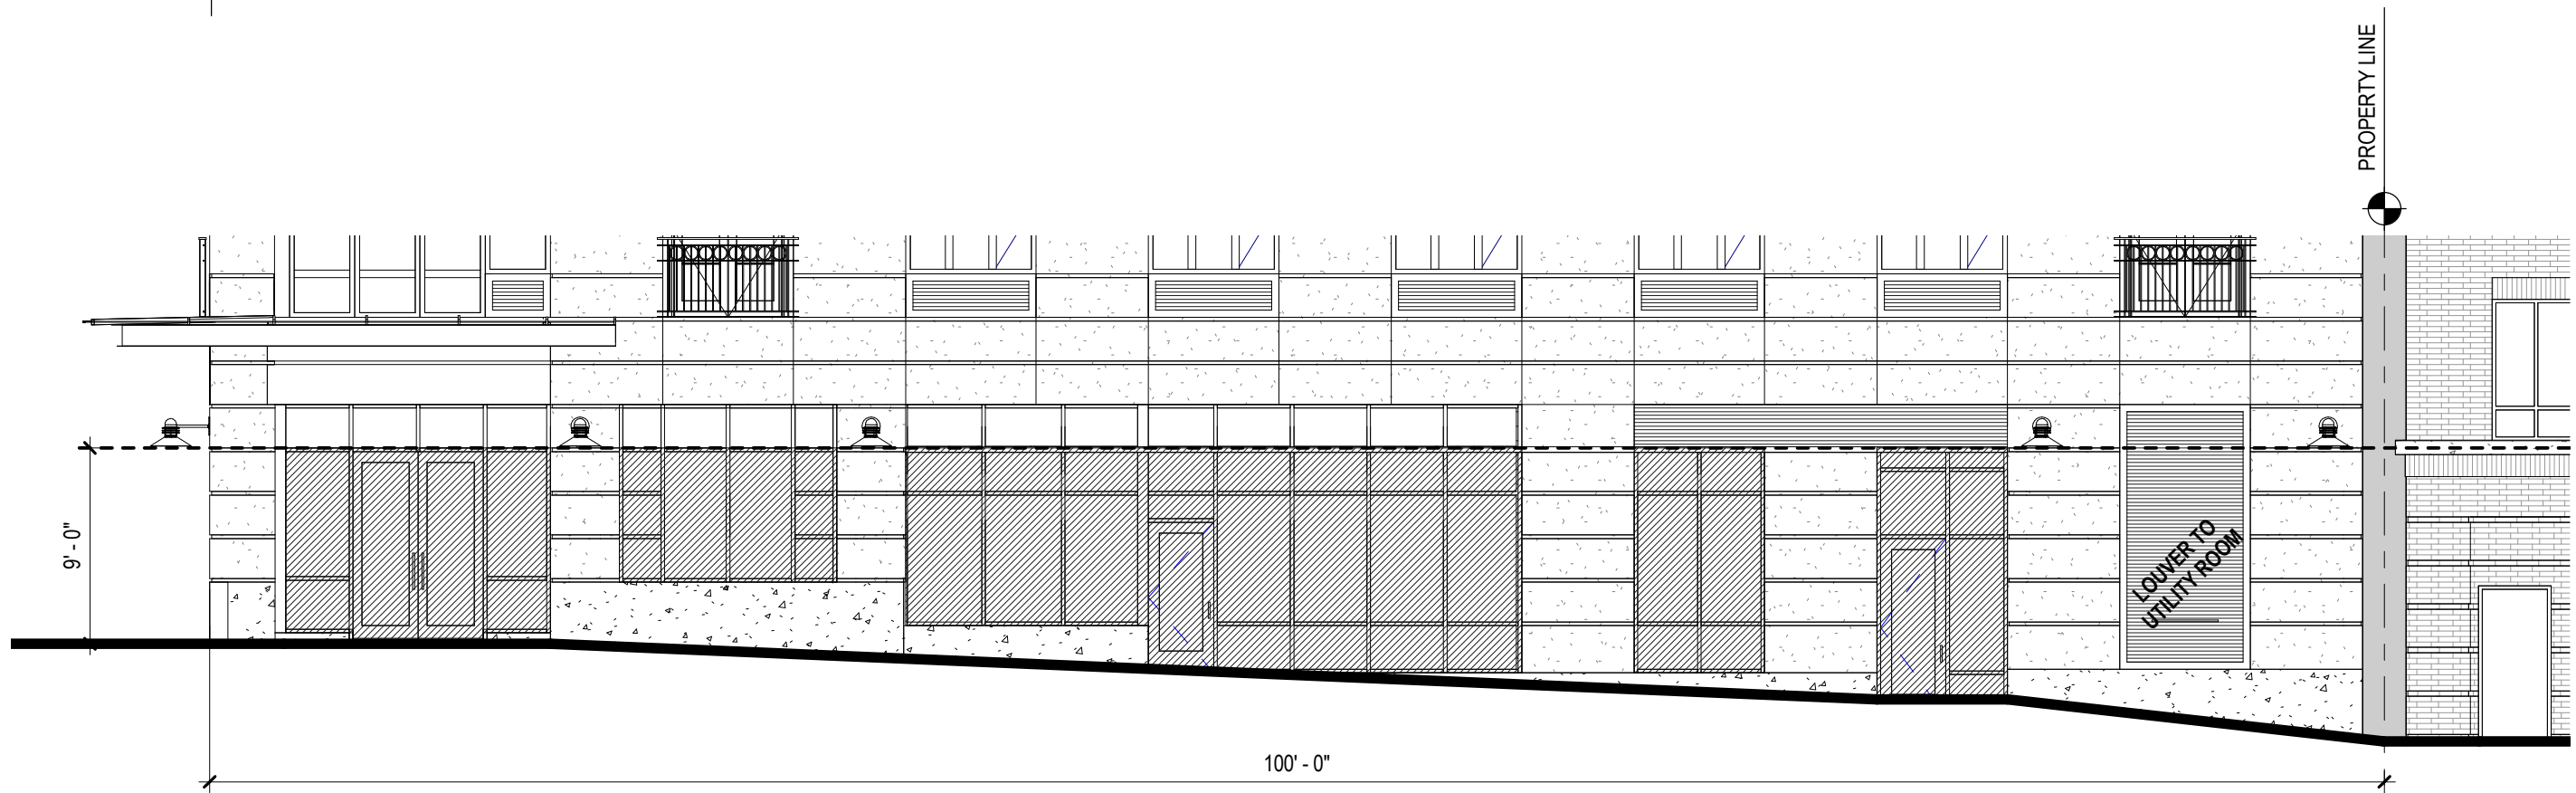 PROPERTY LINE
9' - 0"
LOUVER TO
UTILITY ROOM
100' - 0"